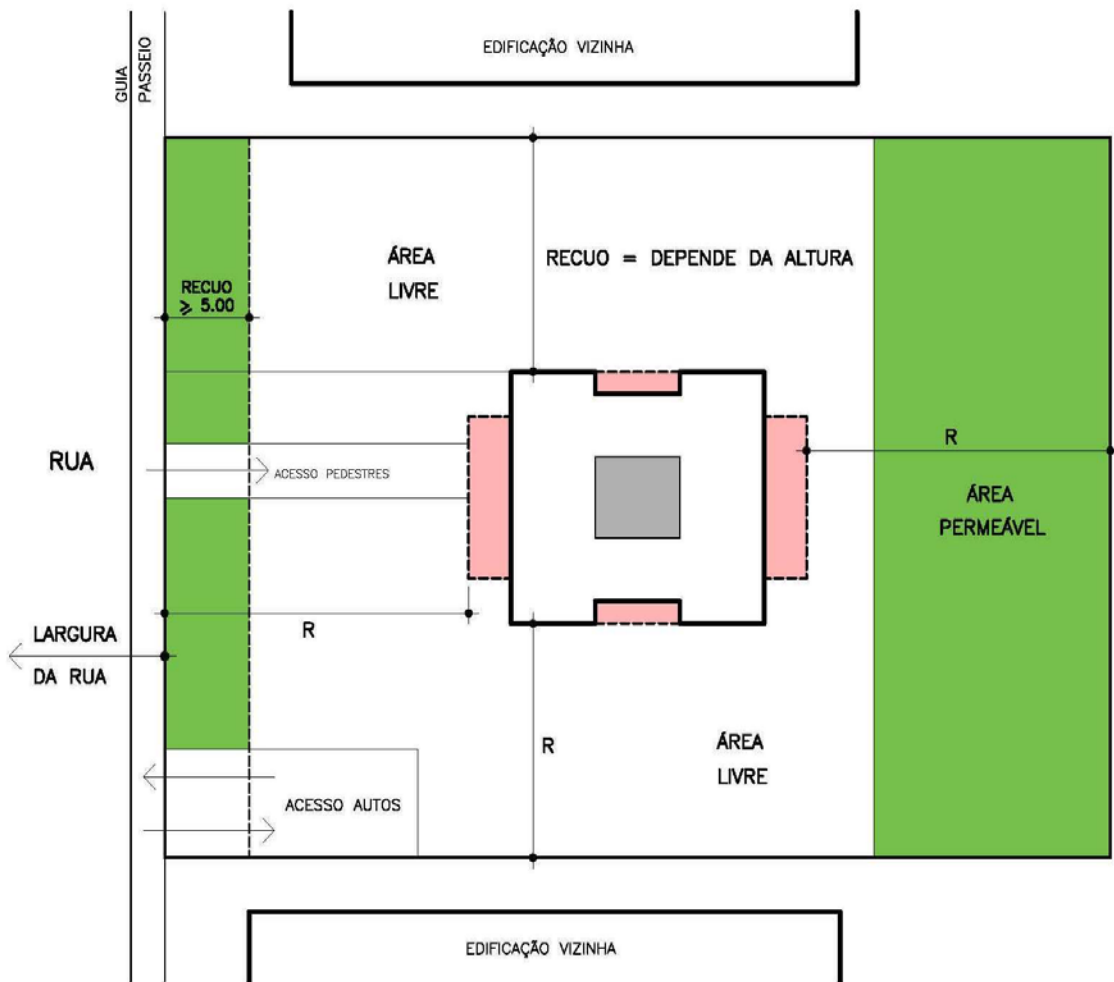 EDIFICAÇÃO VIZINHA
GUIA
PASSEIO
ÁREA
LIVRE
RECUO = DEPENDE DA ALTURA
RECUO
≥ 5.00
RUA
ACESSO PEDESTRES
R
ÁREA
PERMEÁVEL
R
LARGURA
DA RUA
R
ÁREA
LIVRE
ACESSO AUTOS
EDIFICAÇÃO VIZINHA